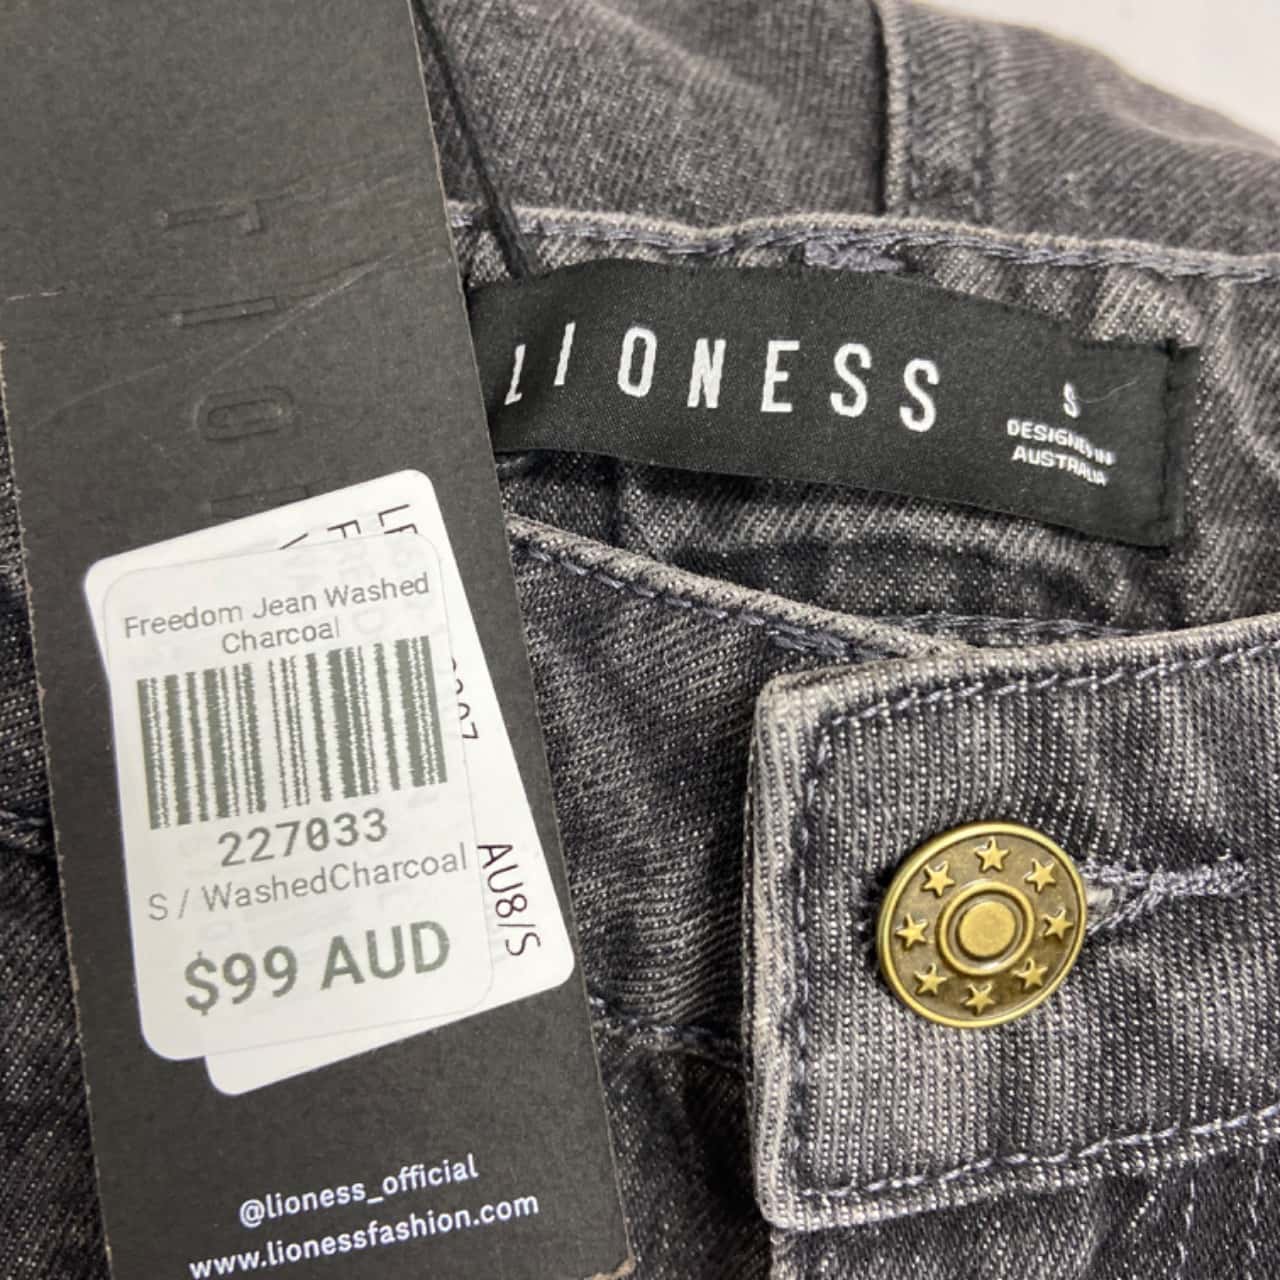 LIONESS
S
DESIGNED IN
AUSTRALIA
Freedom Jean Washed
Charcoal
227033
S / WashedCharcoal
$99 AUD
AU8/S
@lioness_official
www.lionessfashion.com